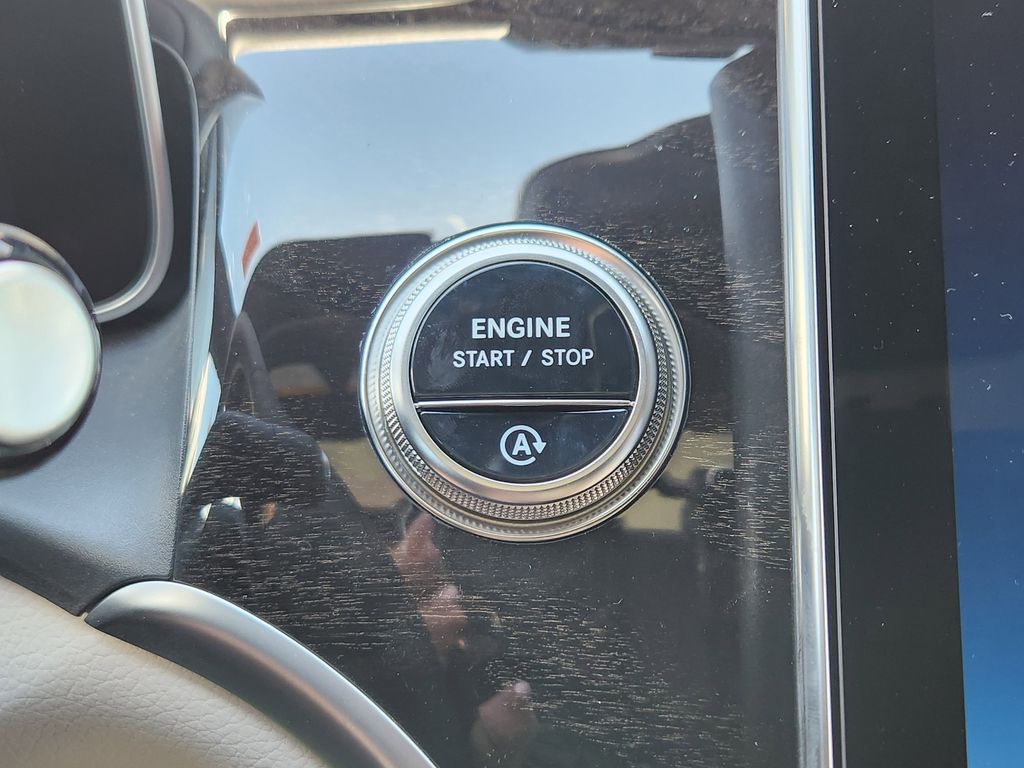 ENGINE
START / STOP
A